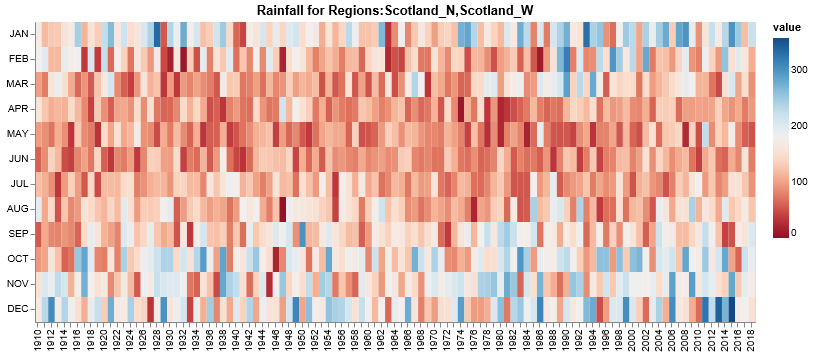 Rainfall for Regions:Scotland_N,Scotland_W
JAN
FEB
MAR
APR
MAY
JUN
JUL
AUG
SEP
OCT
NOV
DEC
1910 1912 1914 1916 1918 1920 1922 1924 1926 1928 1930 1932 1934 1936 1938 1940 1942 1944 1946 1948 1950 1952 1954 1956 1958 1960 1962 1964 1966 1968 1970 1972 1974 1976 1978 1980 1982 1984 1986 1988 1990 1992 1994 1996 1998 2000 2002 2004 2006 2008 2010 2012 2014 2016 2018
value
300
200
100
0